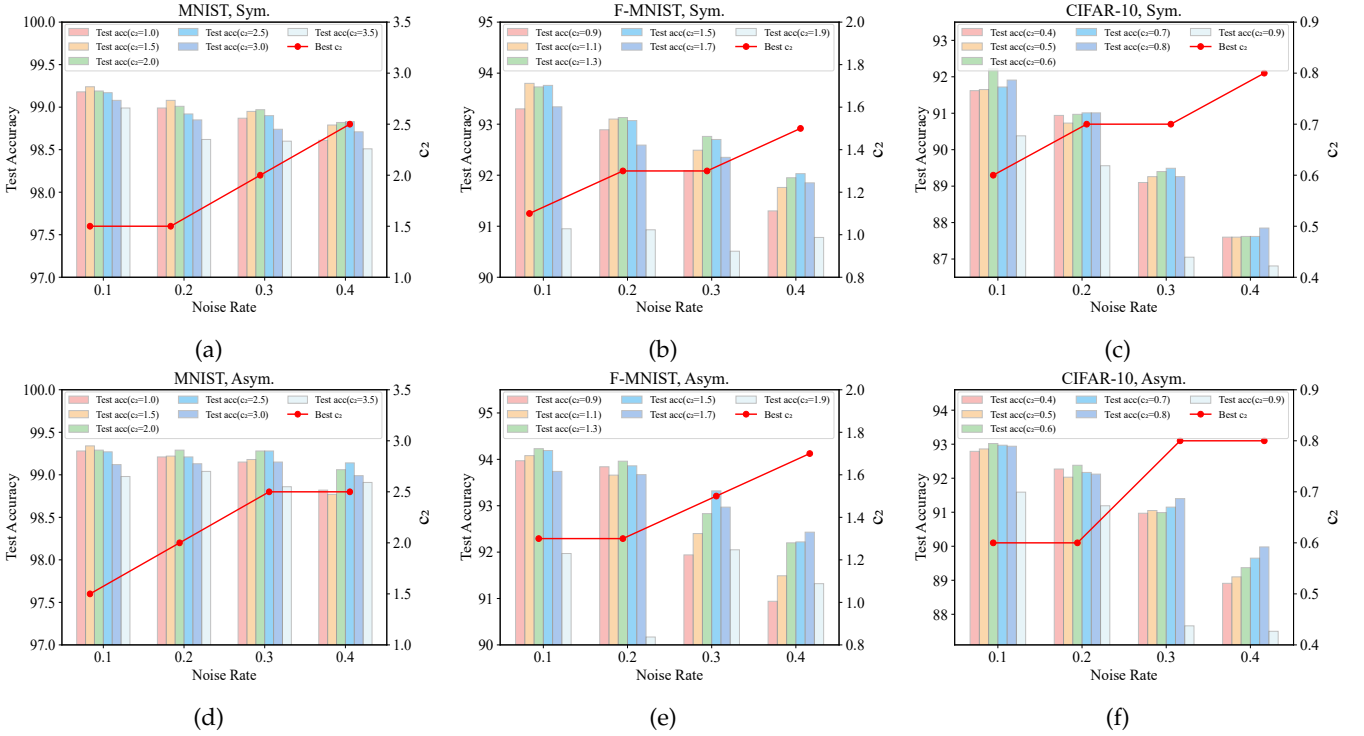 MNIST, Sym.
Test acc(c₂=1.0) Test acc(c₂=2.5) Test acc(c₂=3.5)
Test acc(c₂=1.5) Test acc(c₂=3.0) Best c₂
Test acc(c₂=2.0)
100.0
99.5
99.0
98.5
98.0
97.5
97.0
Test Accuracy
3.5
3.0
2.5
2.0
1.5
1.0
c₂
0.1 0.2 0.3 0.4
Noise Rate
(a)
F-MNIST, Sym.
Test acc(c₂=0.9) Test acc(c₂=1.5) Test acc(c₂=1.9)
Test acc(c₂=1.1) Test acc(c₂=1.7) Best c₂
Test acc(c₂=1.3)
95
94
93
92
91
90
Test Accuracy
2.0
1.8
1.6
1.4
1.2
1.0
0.8
c₂
0.1 0.2 0.3 0.4
Noise Rate
(b)
CIFAR-10, Sym.
Test acc(c₂=0.4) Test acc(c₂=0.7) Test acc(c₂=0.9)
Test acc(c₂=0.5) Test acc(c₂=0.8) Best c₂
Test acc(c₂=0.6)
93
92
91
90
89
88
87
Test Accuracy
0.9
0.8
0.7
0.6
0.5
0.4
c₂
0.1 0.2 0.3 0.4
Noise Rate
(c)
MNIST, Asym.
Test acc(c₂=1.0) Test acc(c₂=2.5) Test acc(c₂=3.5)
Test acc(c₂=1.5) Test acc(c₂=3.0) Best c₂
Test acc(c₂=2.0)
100.0
99.5
99.0
98.5
98.0
97.5
97.0
Test Accuracy
3.5
3.0
2.5
2.0
1.5
1.0
c₂
0.1 0.2 0.3 0.4
Noise Rate
(d)
F-MNIST, Asym.
Test acc(c₂=0.9) Test acc(c₂=1.5) Test acc(c₂=1.9)
Test acc(c₂=1.1) Test acc(c₂=1.7) Best c₂
Test acc(c₂=1.3)
95
94
93
92
91
90
Test Accuracy
2.0
1.8
1.6
1.4
1.2
1.0
0.8
c₂
0.1 0.2 0.3 0.4
Noise Rate
(e)
CIFAR-10, Asym.
Test acc(c₂=0.4) Test acc(c₂=0.7) Test acc(c₂=0.9)
Test acc(c₂=0.5) Test acc(c₂=0.8) Best c₂
Test acc(c₂=0.6)
94
93
92
91
90
89
88
Test Accuracy
0.9
0.8
0.7
0.6
0.5
0.4
c₂
0.1 0.2 0.3 0.4
Noise Rate
(f)